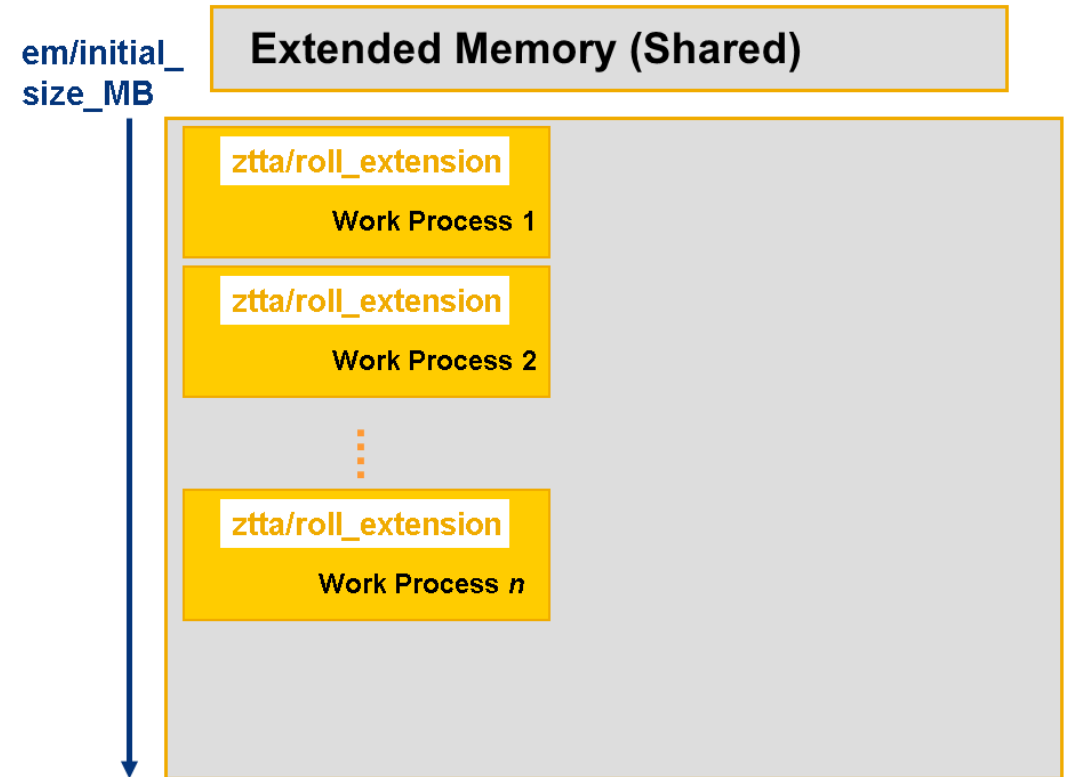 em/initial_
size_MB
Extended Memory (Shared)
ztta/roll_extension
Work Process 1
ztta/roll_extension
Work Process 2
ztta/roll_extension
Work Process n